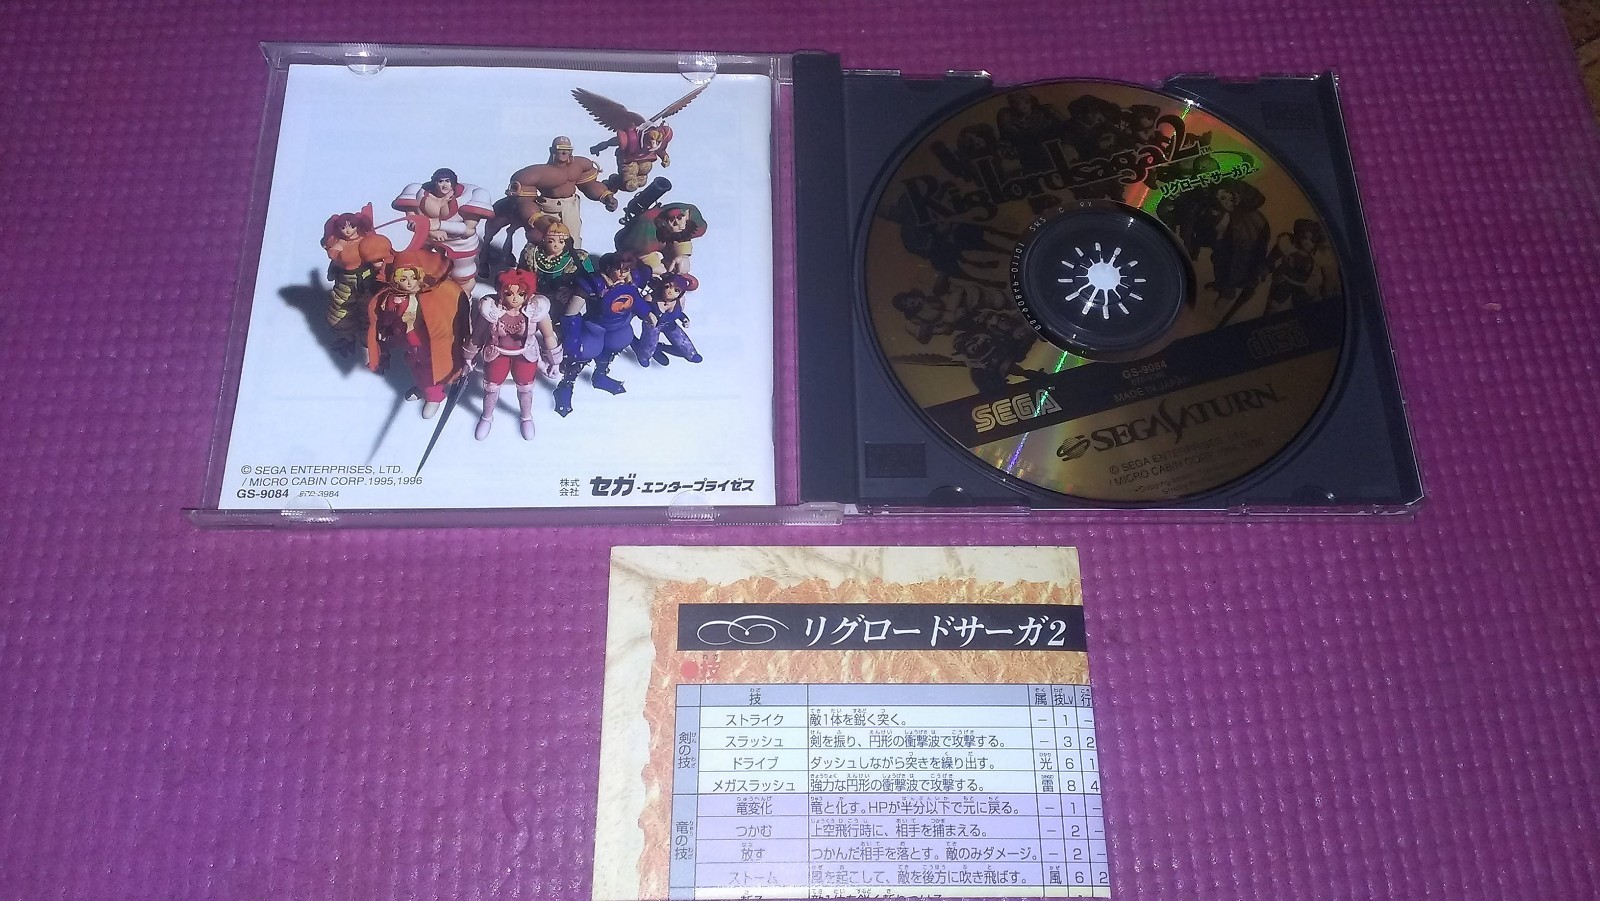 © SEGA ENTERPRISES, LTD.
/ MICRO CABIN CORP.1995,1996
GS-9084 672-3984
株式会社 セガ・エンタープライゼス
Riglord Saga 2 TM
リグロード サーガ2
GS-9084
MADE IN JAPAN
SEGA
disc
SEGA SATURN
© SEGA ENTERPRISES, LTD.
/ MICRO CABIN CORP.
リグロードサーガ2
技 属 技Lv 行
剣の技
ストライク 敵1体を鋭く突く。 − 1 −
スラッシュ 剣を振り、円形の衝撃波で攻撃する。 − 3 2
ドライブ ダッシュしながら突きを繰り出す。 光 6 1
メガスラッシュ 強力な円形の衝撃波で攻撃する。 雷 8 4
竜の技
竜変化 竜と化す。HPが半分以下で元に戻る。 − 1 −
つかむ 上空飛行時に、相手を捕まえる。 − 2 −
放す つかんだ相手を落とす。敵のみダメージ。 − 2 −
ストーム 風を起こして、敵を後方に吹き飛ばす。 風 6 2